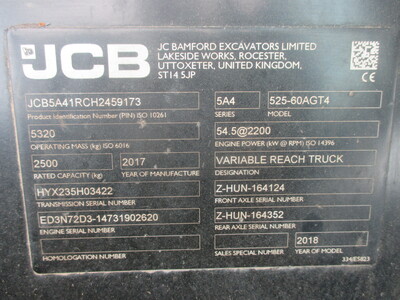 JCB
JC BAMFORD EXCAVATORS LIMITED
LAKESIDE WORKS, ROCESTER,
UTTOXETER, UNITED KINGDOM,
ST14 5JP
CE
JCB5A41RCH2459173
Product Identification Number (PIN) ISO 10261
5A4
SERIES
525-60AGT4
MODEL
5320
OPERATING MASS (kg) ISO 6016
54.5@2200
ENGINE POWER (kW @ RPM) ISO 14396
2500
RATED CAPACITY (kg)
2017
YEAR OF MANUFACTURE
VARIABLE REACH TRUCK
DESIGNATION
HYX235H03422
TRANSMISSION SERIAL NUMBER
Z-HUN-164124
FRONT AXLE SERIAL NUMBER
ED3N72D3-14731902620
ENGINE SERIAL NUMBER
Z-HUN-164352
REAR AXLE SERIAL NUMBER
HOMOLOGATION NUMBER
SALES SPECIAL NUMBER
2018
YEAR OF MODEL
334/E5823